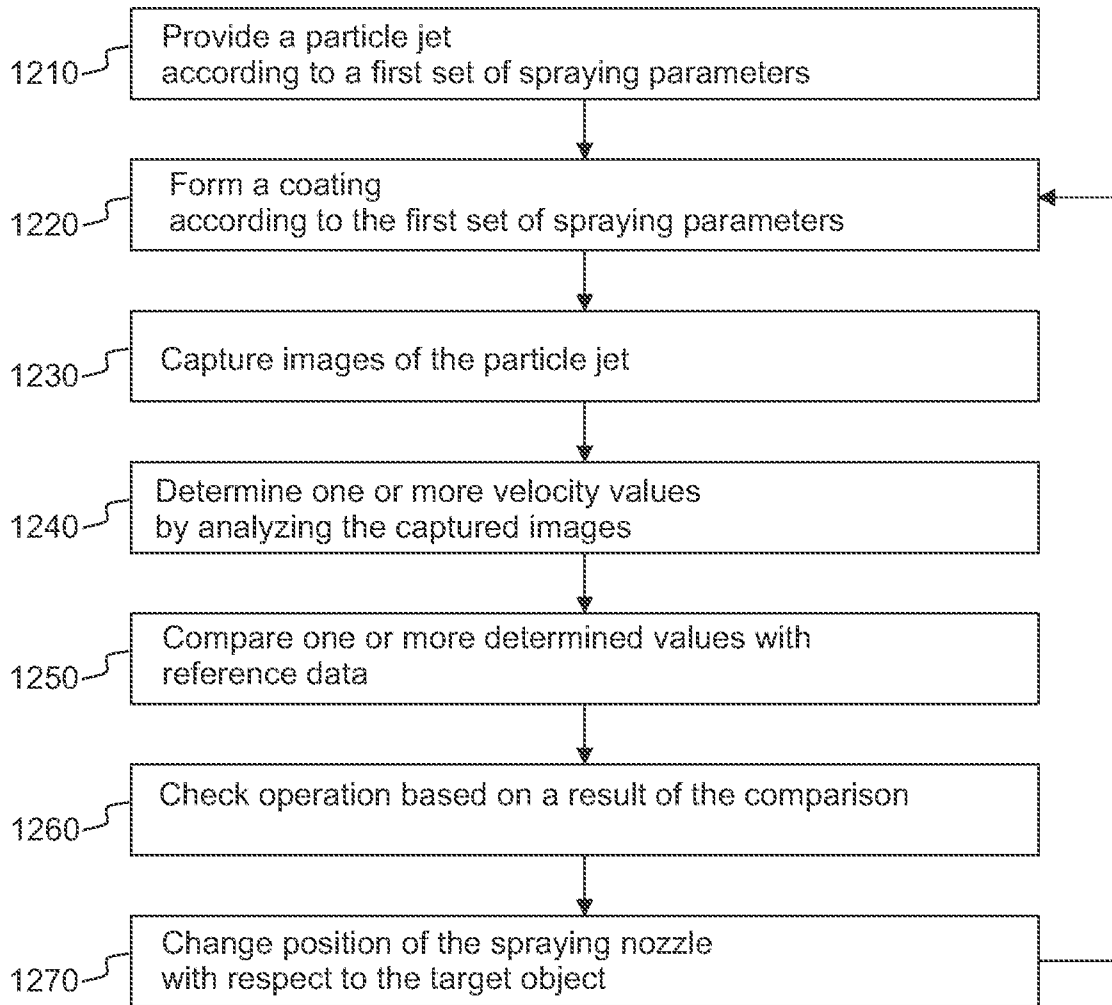 Provide a particle jet
1210
according to a first set of spraying parameters
Form a coating
1220
according to the first set of spraying parameters
1230
Capture images of the particle jet
Determine one or more velocity values
1240
by analyzing the captured images
Compare one or more determined values with
1250
reference data
Check operation based on a result of the comparison
1260
Change position of the spraying nozzle
1270
with respect to the target object